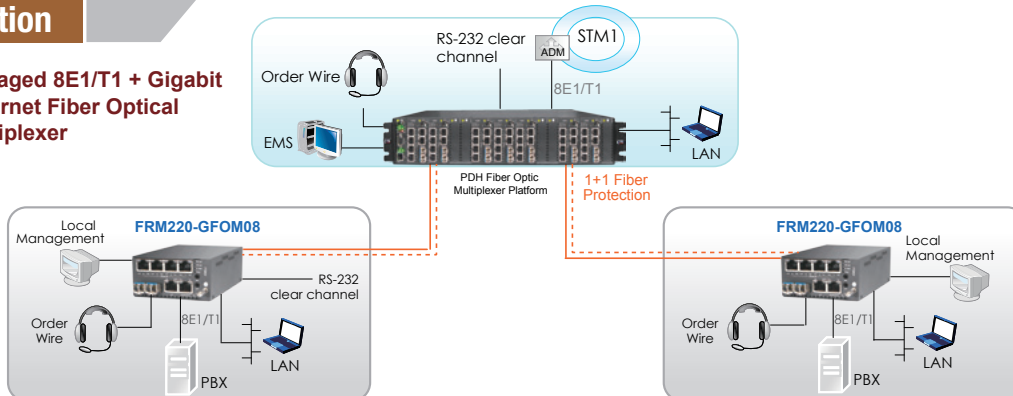 tion
aged 8E1/T1 + Gigabit
rnet Fiber Optical
iplexer
RS-232 clear
channel
ADM
STM1
Order Wire
8E1/T1
EMS
LAN
PDH Fiber Optic
Multiplexer Platform
1+1 Fiber
Protection
Local
Management
FRM220-GFOM08
RS-232
clear channel
Order
Wire
8E1/T1
LAN
PBX
FRM220-GFOM08
Local
Management
Order
Wire
8E1/T1
LAN
PBX